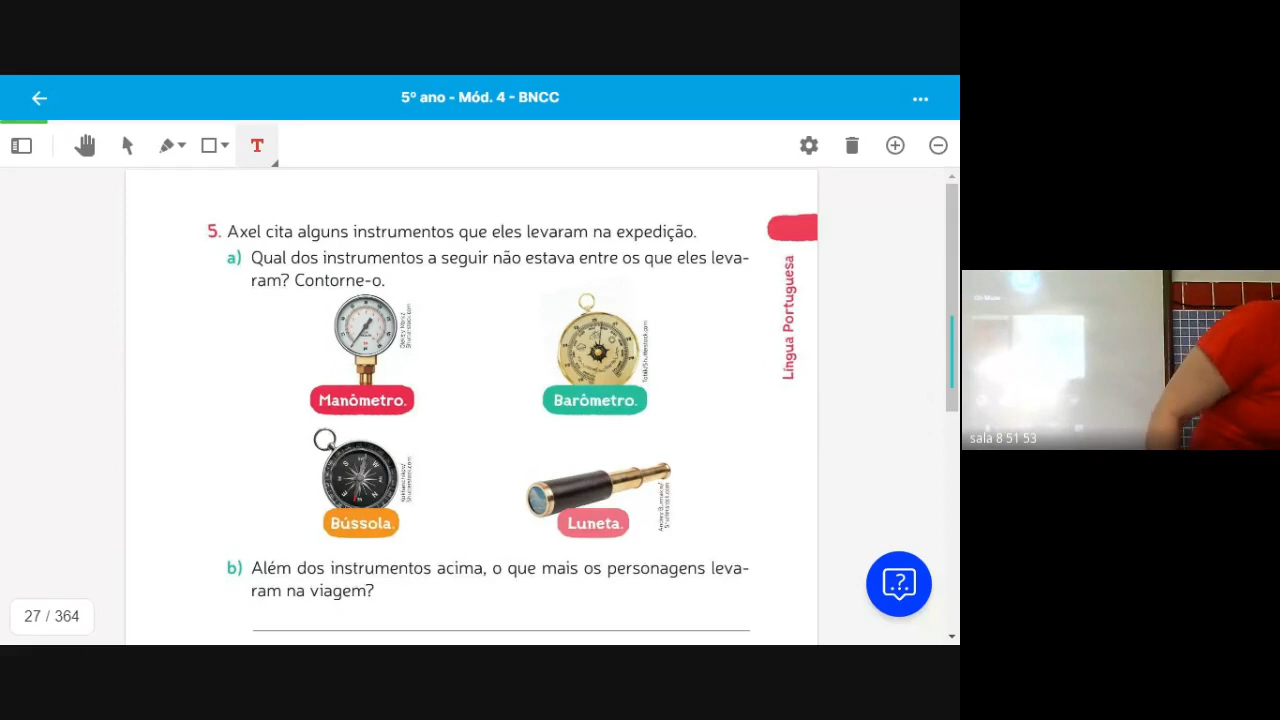 5º ano - Mód. 4 - BNCC
T
5. Axel cita alguns instrumentos que eles levaram na expedição.
a) Qual dos instrumentos a seguir não estava entre os que eles leva-
ram? Contorne-o.
Manômetro.
Barômetro.
Bússola.
Luneta.
b) Além dos instrumentos acima, o que mais os personagens leva-
ram na viagem?
Língua Portuguesa
27 / 364
sala 8 51 53